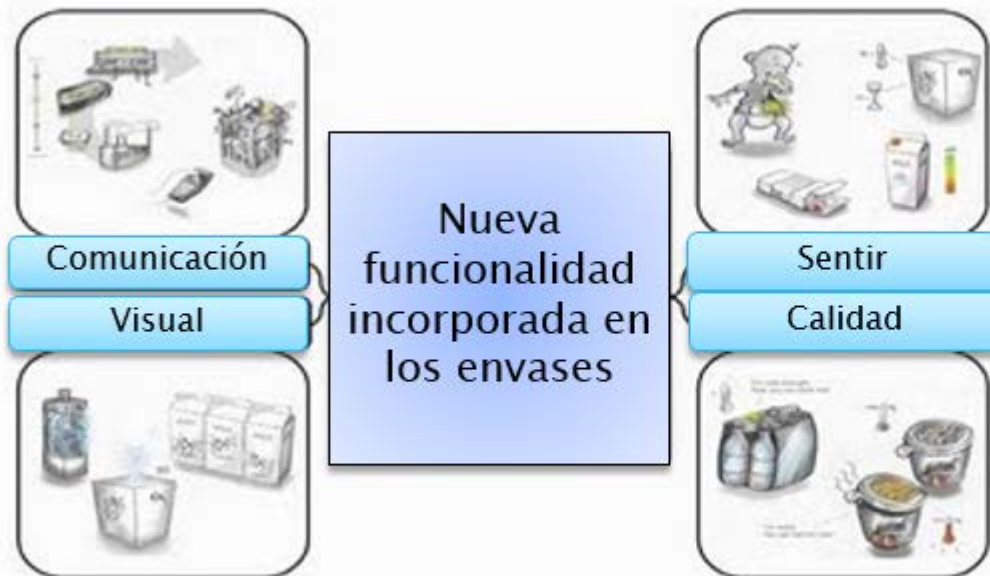 Comunicación
Visual
Nueva
funcionalidad
incorporada en
los envases
Sentir
Calidad